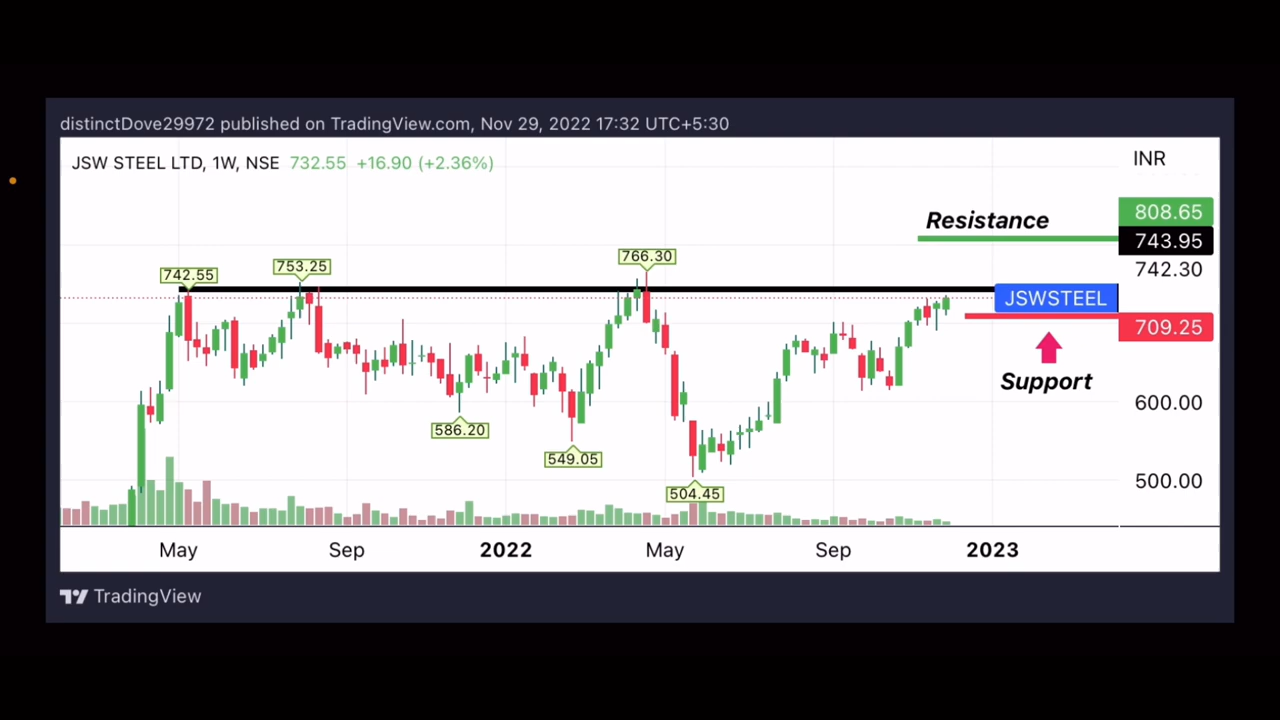 distinctDove29972 published on TradingView.com, Nov 29, 2022 17:32 UTC+5:30
JSW STEEL LTD, 1W, NSE 732.55 +16.90 (+2.36%)
INR
808.65
Resistance
743.95
766.30
753.25
742.55
742.30
JSWSTEEL
709.25
Support
600.00
586.20
549.05
504.45
500.00
May Sep 2022 May Sep 2023
TradingView